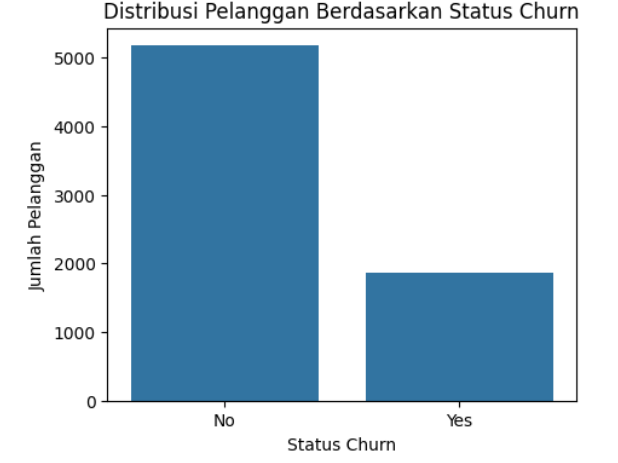 Distribusi Pelanggan Berdasarkan Status Churn
Jumlah Pelanggan
5000
4000
3000
2000
1000
0
No
Yes
Status Churn